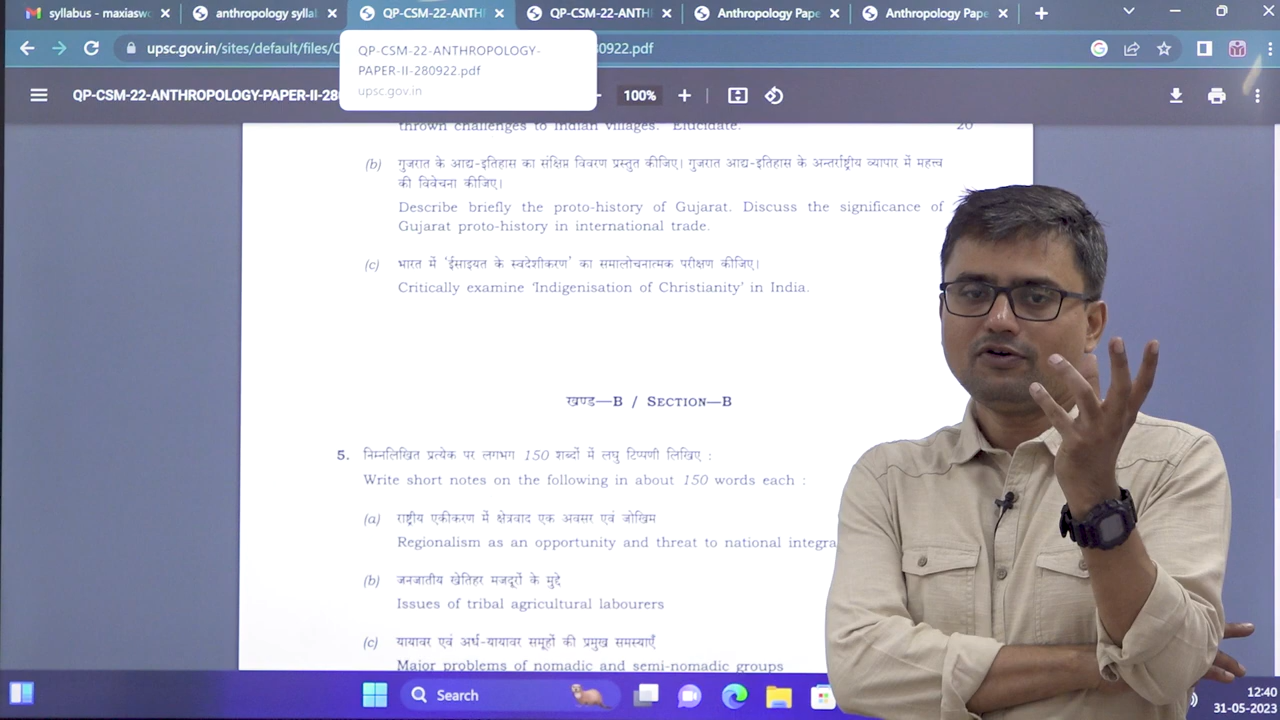 syllabus - maxiasw
anthropology sylla
QP-CSM-22-ANTH
QP-CSM-22-ANTH
Anthropology Pape
Anthropology Pape
upsc.gov.in/sites/default/files/
80922.pdf
QP-CSM-22-ANTHROPOLOGY-
PAPER-II-280922.pdf
upsc.gov.in
QP-CSM-22-ANTHROPOLOGY-PAPER-II-28
100%
thrown challenges to Indian villages. Elucidate. 20
(b) गुजरात के आद्य-इतिहास का संक्षिप्त विवरण प्रस्तुत कीजिए। गुजरात आद्य-इतिहास के अन्तर्राष्ट्रीय व्यापार में महत्त्व
की विवेचना कीजिए।
Describe briefly the proto-history of Gujarat. Discuss the significance of
Gujarat proto-history in international trade.
(c) भारत में ‘ईसाइयत के स्वदेशीकरण’ का समालोचनात्मक परीक्षण कीजिए।
Critically examine ‘Indigenisation of Christianity’ in India.
खण्ड—B / SECTION—B
5. निम्नलिखित प्रत्येक पर लगभग 150 शब्दों में लघु टिप्पणी लिखिए :
Write short notes on the following in about 150 words each :
(a) राष्ट्रीय एकीकरण में क्षेत्रवाद एक अवसर एवं जोखिम
Regionalism as an opportunity and threat to national integra
(b) जनजातीय खेतिहर मजदूरों के मुद्दे
Issues of tribal agricultural labourers
(c) यायावर एवं अर्ध-यायावर समूहों की प्रमुख समस्याएँ
Major problems of nomadic and semi-nomadic groups
Search
12:40
31-05-2023